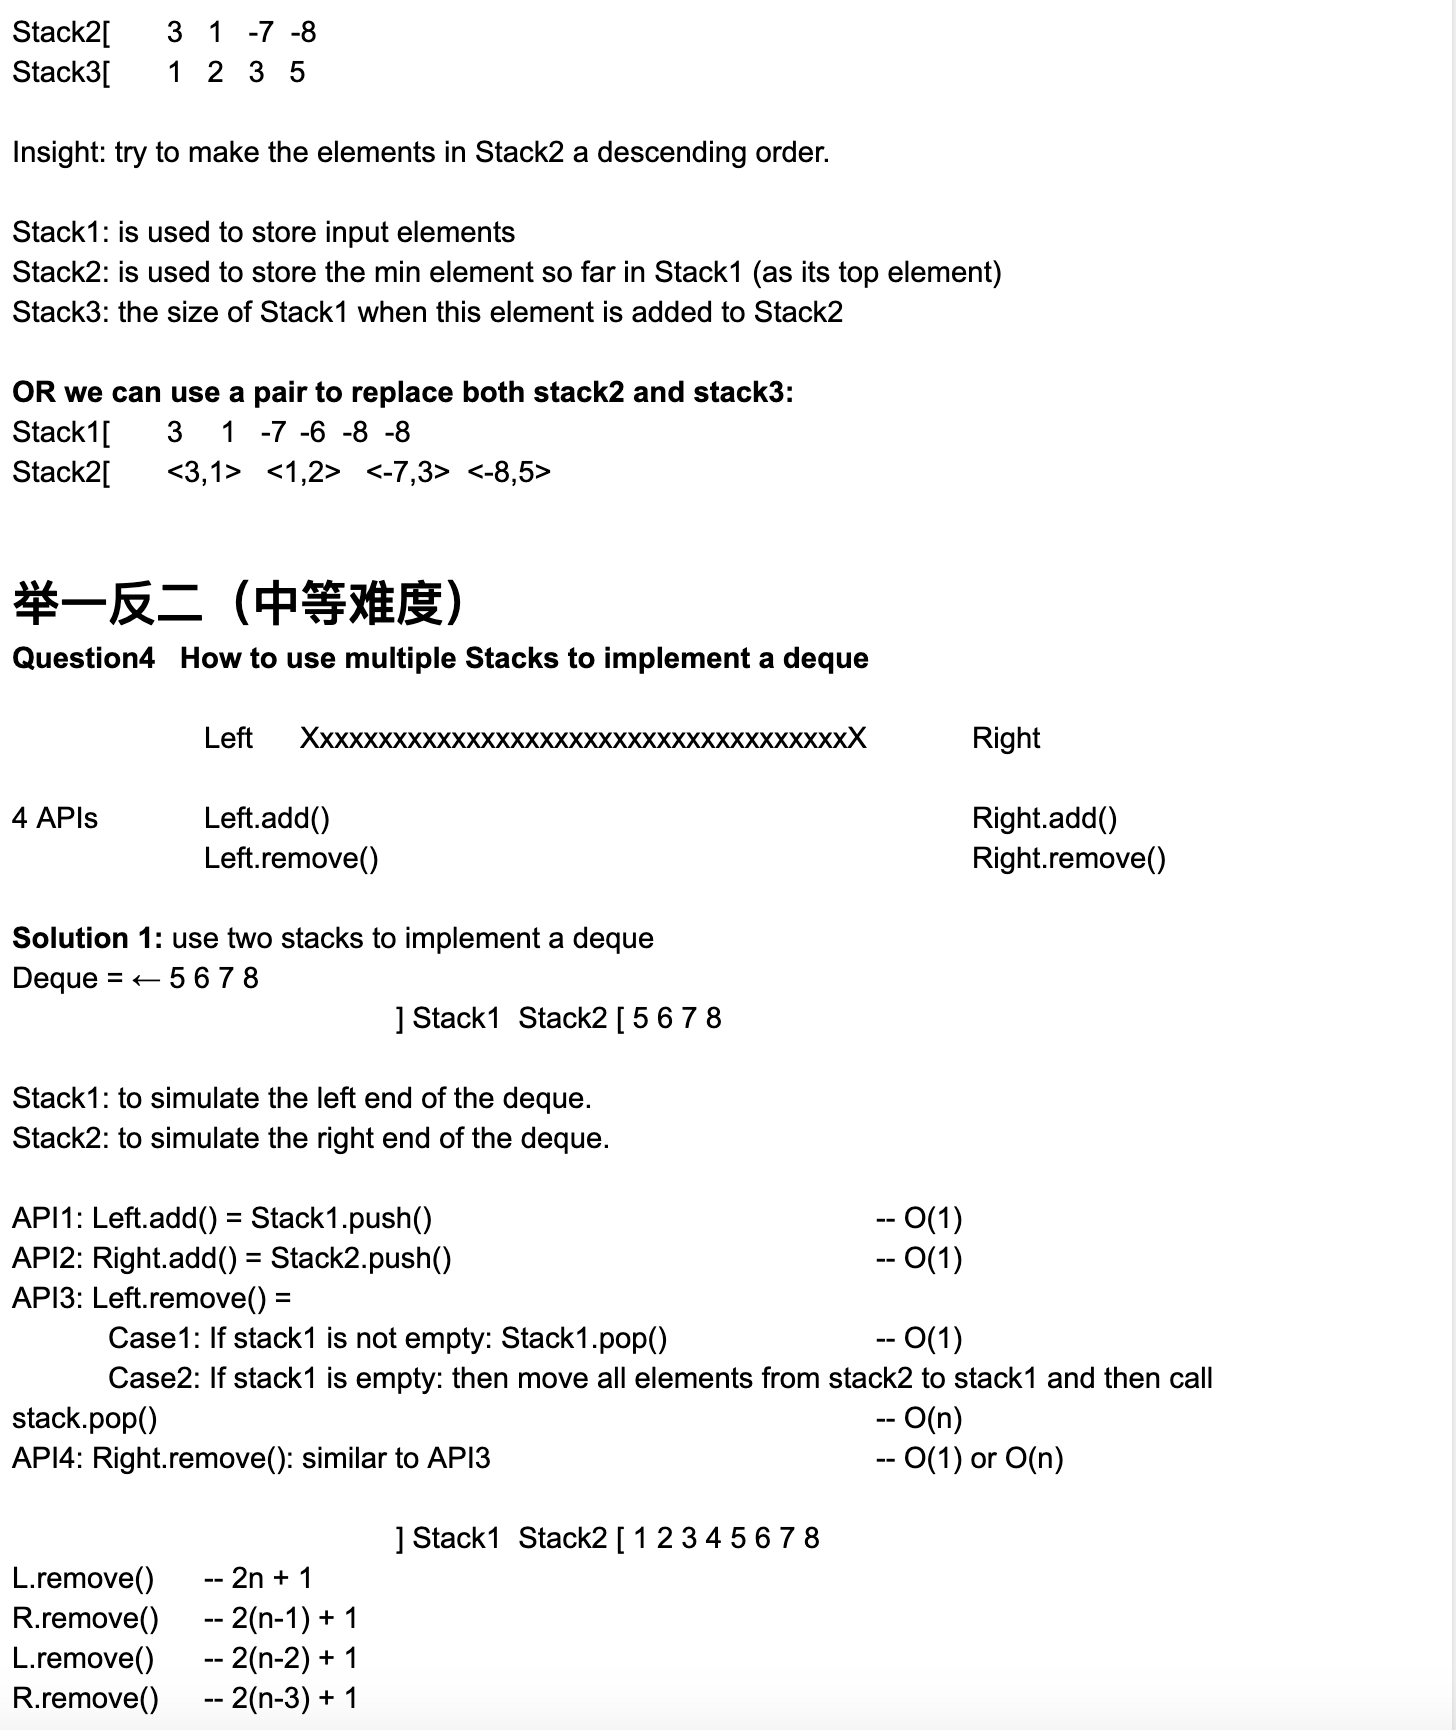 Stack2[ 3 1 -7 -8
Stack3[ 1 2 3 5
Insight: try to make the elements in Stack2 a descending order.
Stack1: is used to store input elements
Stack2: is used to store the min element so far in Stack1 (as its top element)
Stack3: the size of Stack1 when this element is added to Stack2
OR we can use a pair to replace both stack2 and stack3:
Stack1[ 3 1 -7 -6 -8 -8
Stack2[ <3,1> <1,2> <-7,3> <-8,5>
举一反二（中等难度）
Question4 How to use multiple Stacks to implement a deque
Left XxxxxxxxxxxxxxxxxxxxxxxxxxxxxxxxxxxxxX Right
4 APIs Left.add() Right.add()
Left.remove() Right.remove()
Solution 1: use two stacks to implement a deque
Deque = ← 5 6 7 8
] Stack1 Stack2 [ 5 6 7 8
Stack1: to simulate the left end of the deque.
Stack2: to simulate the right end of the deque.
API1: Left.add() = Stack1.push() -- O(1)
API2: Right.add() = Stack2.push() -- O(1)
API3: Left.remove() =
Case1: If stack1 is not empty: Stack1.pop() -- O(1)
Case2: If stack1 is empty: then move all elements from stack2 to stack1 and then call
stack.pop() -- O(n)
API4: Right.remove(): similar to API3 -- O(1) or O(n)
] Stack1 Stack2 [ 1 2 3 4 5 6 7 8
L.remove() -- 2n + 1
R.remove() -- 2(n-1) + 1
L.remove() -- 2(n-2) + 1
R.remove() -- 2(n-3) + 1